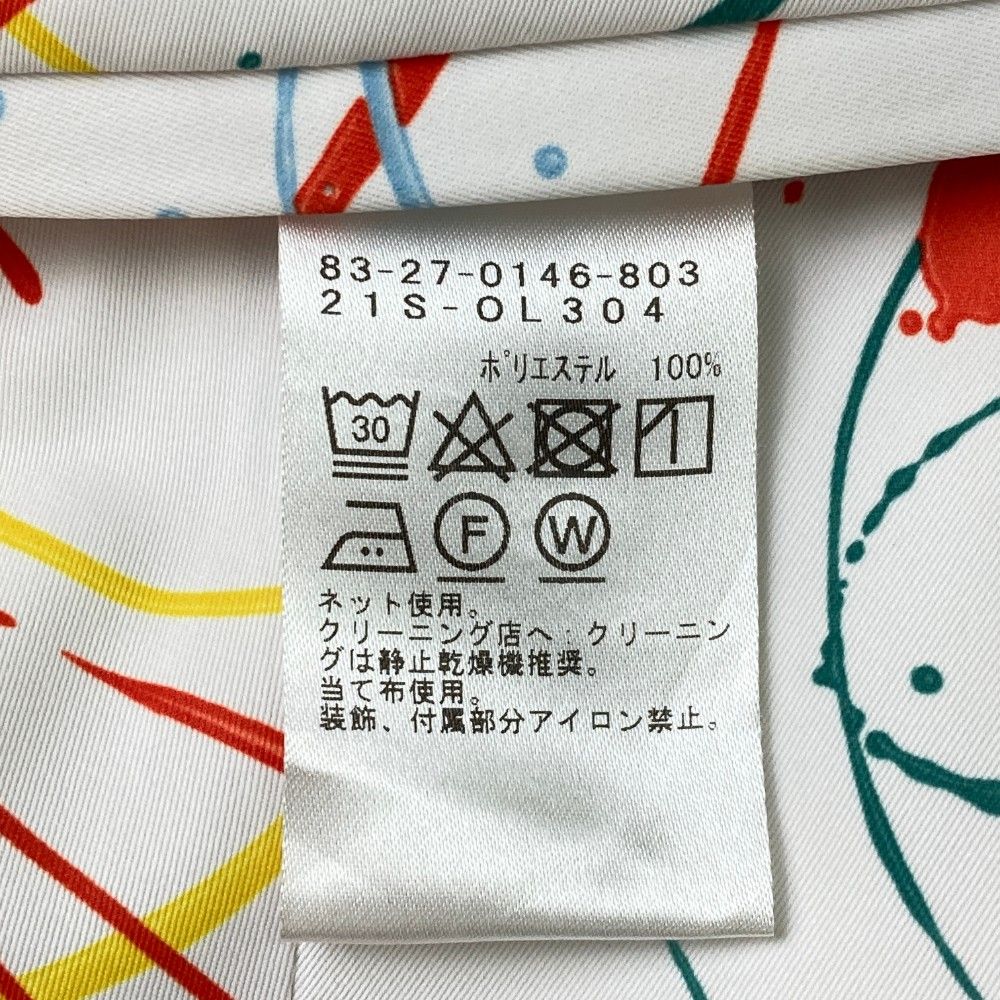 83-27-0146-803
21S-OL304
ポリエステル 100%
30
F W
ネット使用。
クリーニング店へ:クリーニン
グは静止乾燥機推奨。
当て布使用。
装飾、付属部分アイロン禁止。